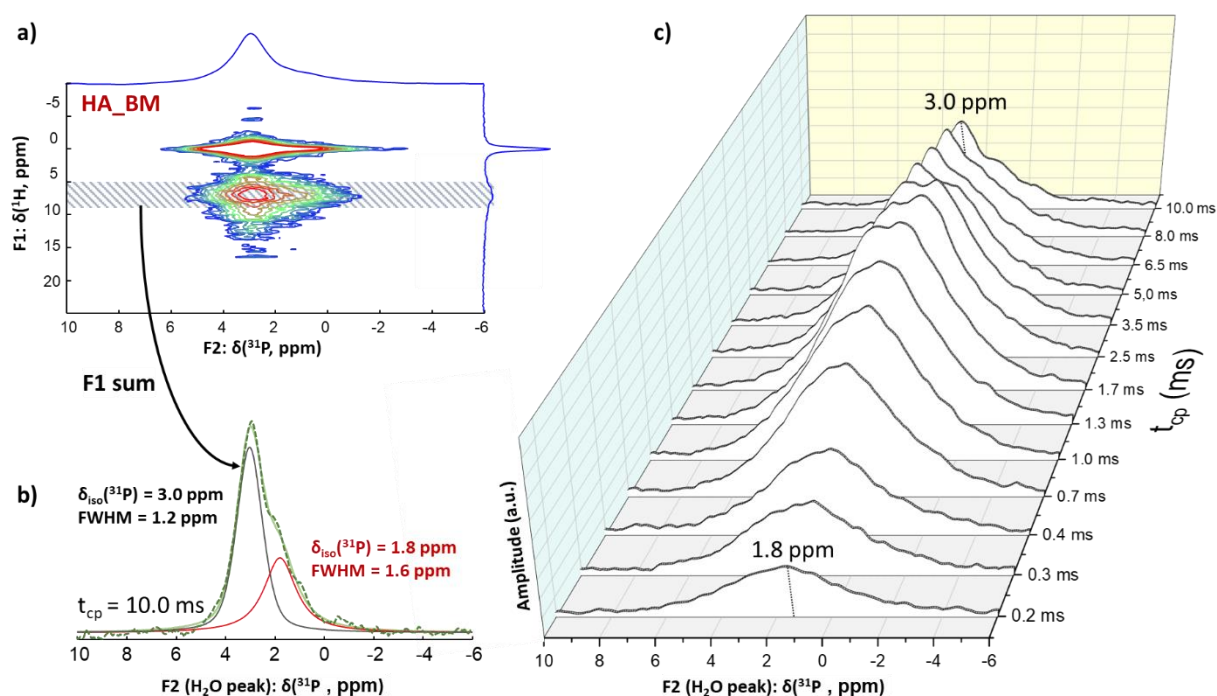 a)
HA_BM
-5
0
5
10
15
20
F1: δ(¹H, ppm)
10 8 6 4 2 0 -2 -4 -6
F2: δ(³¹P, ppm)
F1 sum
b)
δiso(³¹P) = 3.0 ppm
FWHM = 1.2 ppm
δiso(³¹P) = 1.8 ppm
FWHM = 1.6 ppm
tcp = 10.0 ms
10 8 6 4 2 0 -2 -4 -6
F2 (H₂O peak): δ(³¹P , ppm)
c)
3.0 ppm
10.0 ms
8.0 ms
6.5 ms
5,0 ms
3.5 ms
2.5 ms
1.7 ms
1.3 ms
1.0 ms
0.7 ms
0.4 ms
0.3 ms
0.2 ms
tcp (ms)
Amplitude (a.u.)
1.8 ppm
10 8 6 4 2 0 -2 -4 -6
F2 (H₂O peak): δ(³¹P , ppm)